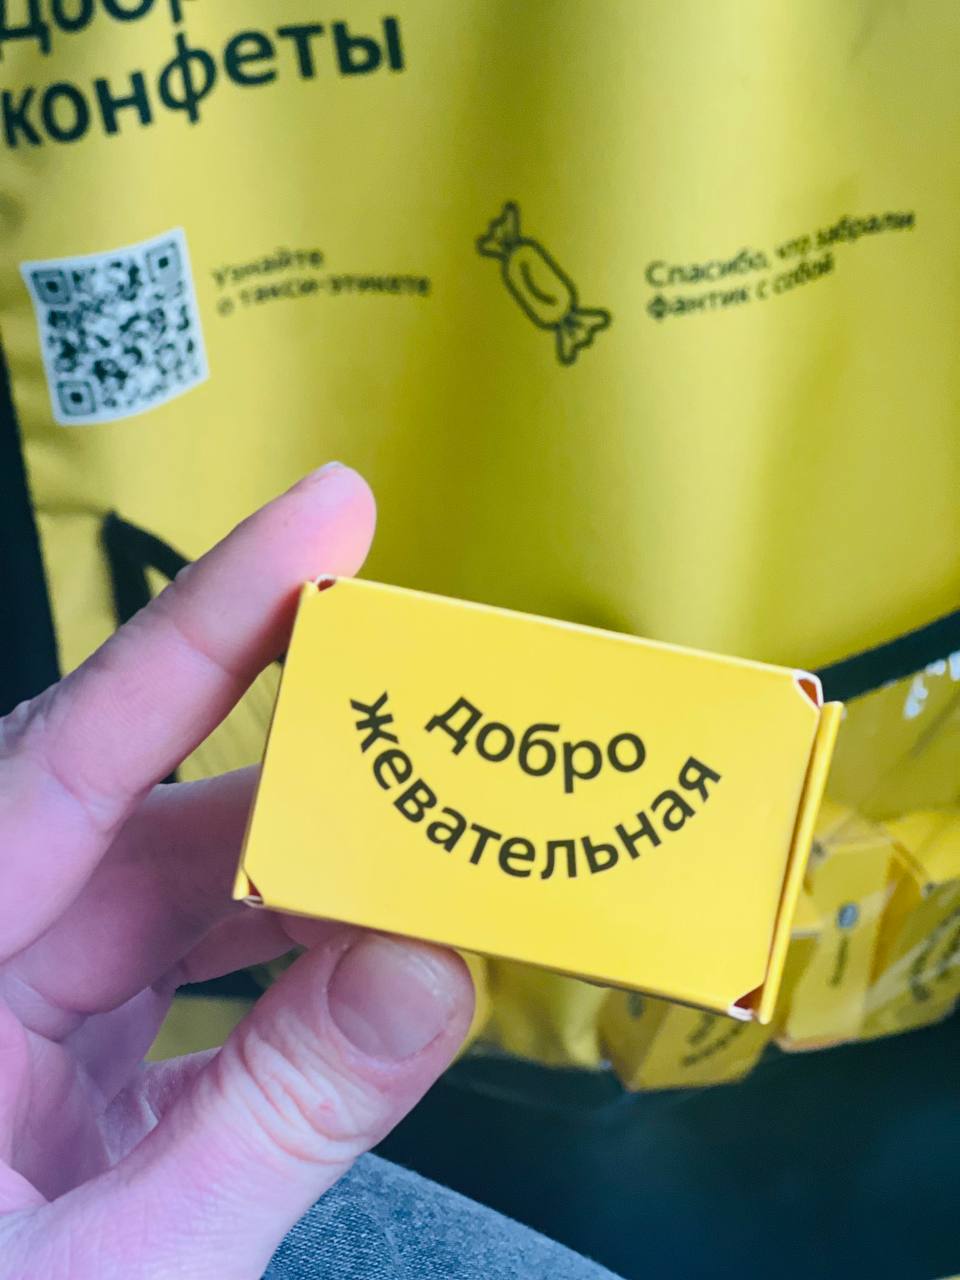 конфеты
Узнайте
о такси-этикете
Спасибо, что забрали
фантик с собой
добро
жевательная